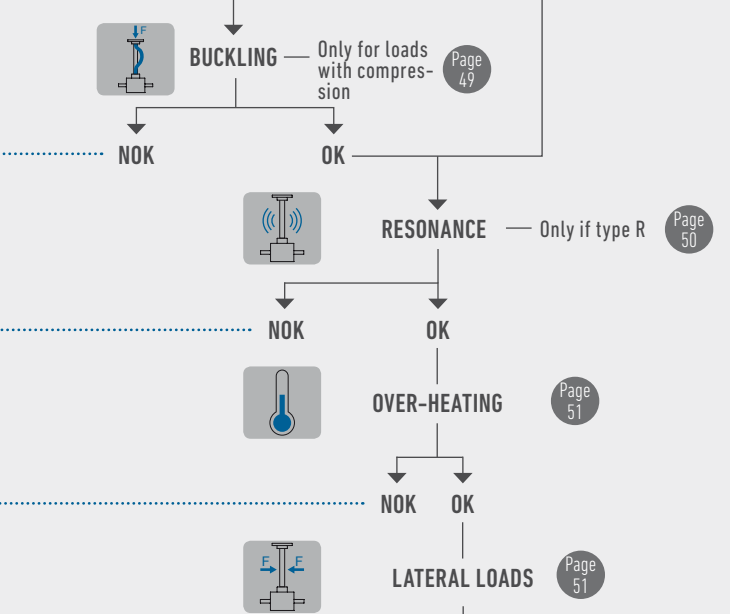 F
BUCKLING
Only for loads
with compres-
sion
Page
49
NOK
OK
RESONANCE
Only if type R
Page
50
NOK
OK
OVER-HEATING
Page
51
NOK
OK
F F
LATERAL LOADS
Page
51